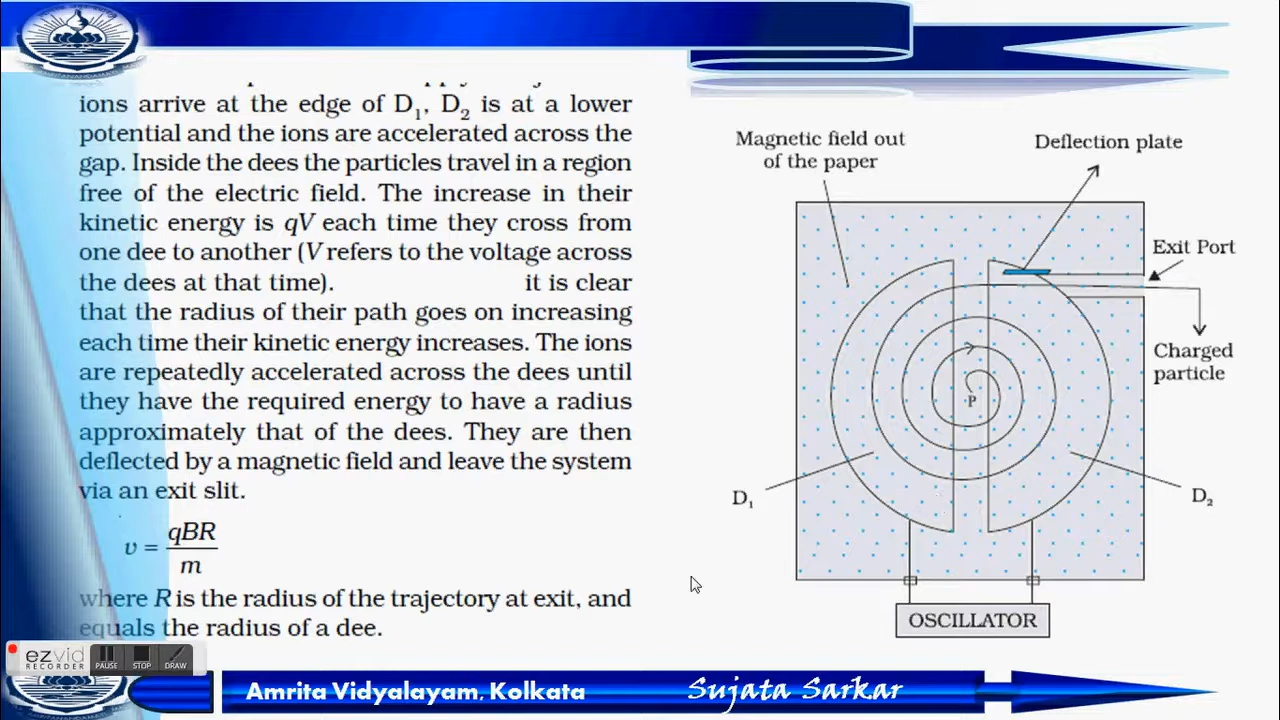 ions arrive at the edge of D₁, D₂ is at a lower
potential and the ions are accelerated across the
gap. Inside the dees the particles travel in a region
free of the electric field. The increase in their
kinetic energy is qV each time they cross from
one dee to another (V refers to the voltage across
the dees at that time). it is clear
that the radius of their path goes on increasing
each time their kinetic energy increases. The ions
are repeatedly accelerated across the dees until
they have the required energy to have a radius
approximately that of the dees. They are then
deflected by a magnetic field and leave the system
via an exit slit.
υ = qBR
m
where R is the radius of the trajectory at exit, and
equals the radius of a dee.
Magnetic field out
of the paper
Deflection plate
Exit Port
Charged
particle
P
D₁
D₂
OSCILLATOR
ezvid
RECORDER
PAUSE STOP DRAW
Amrita Vidyalayam, Kolkata
Sujata Sarkar